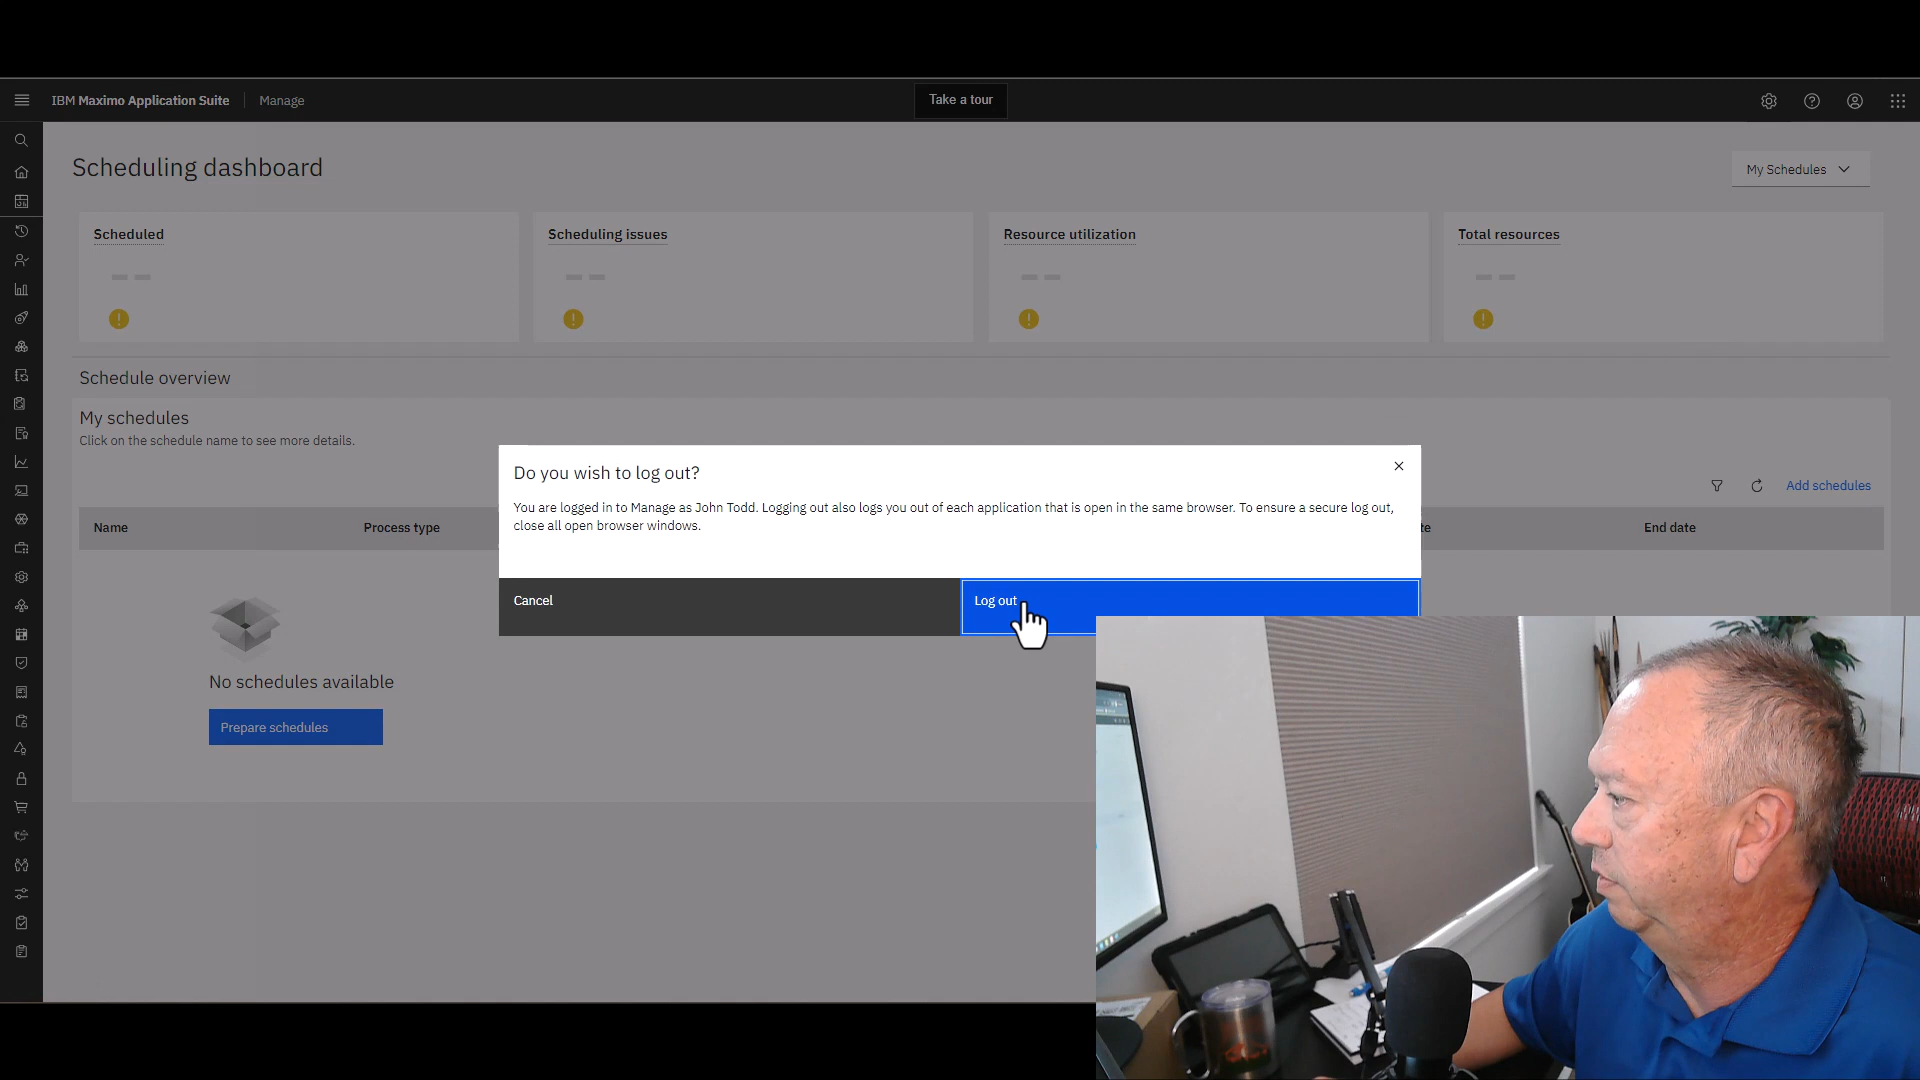 IBM Maximo Application Suite
Manage
Take a tour
Scheduling dashboard
My Schedules
Scheduled
Scheduling issues
Resource utilization
Total resources
Schedule overview
My schedules
Click on the schedule name to see more details.
Do you wish to log out?
You are logged in to Manage as John Todd. Logging out also logs you out of each application that is open in the same browser. To ensure a secure log out,
close all open browser windows.
Add schedules
Name
Process type
te
End date
Cancel
Log out
No schedules available
Prepare schedules